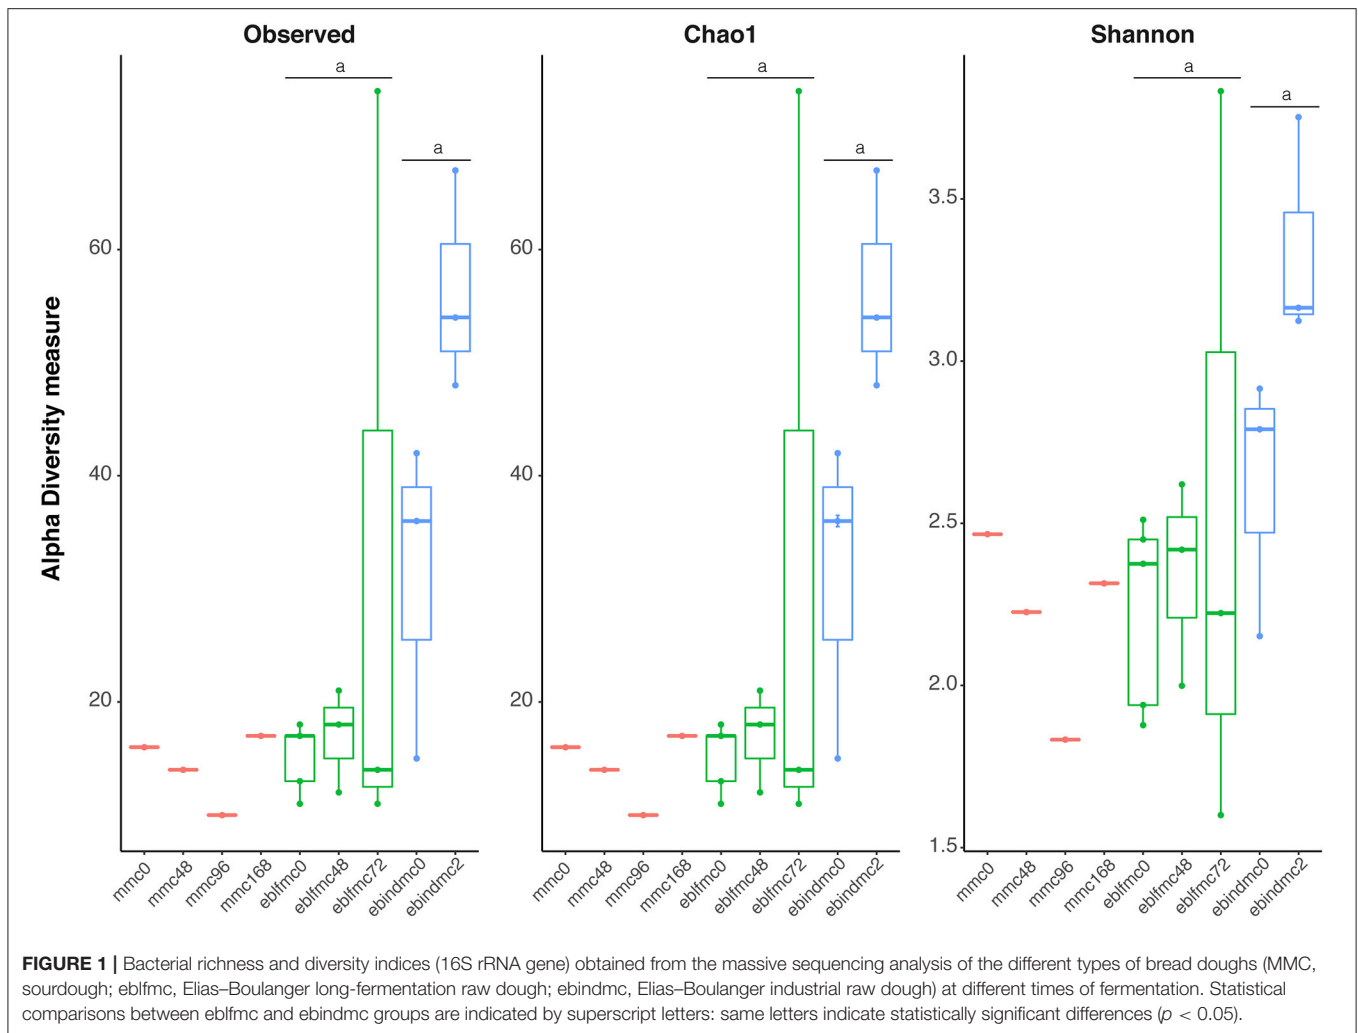 Observed
Chao1
Shannon
Alpha Diversity measure
a
a
60
40
20
mmc0
mmc48
mmc96
mmc168
eblfmc0
eblfmc48
eblfmc72
ebindmc0
ebindmc2
a
a
60
40
20
mmc0
mmc48
mmc96
mmc168
eblfmc0
eblfmc48
eblfmc72
ebindmc0
ebindmc2
a
a
3.5
3.0
2.5
2.0
1.5
mmc0
mmc48
mmc96
mmc168
eblfmc0
eblfmc48
eblfmc72
ebindmc0
ebindmc2
FIGURE 1 | Bacterial richness and diversity indices (16S rRNA gene) obtained from the massive sequencing analysis of the different types of bread doughs (MMC,
sourdough; eblfmc, Elias–Boulanger long-fermentation raw dough; ebindmc, Elias–Boulanger industrial raw dough) at different times of fermentation. Statistical
comparisons between eblfmc and ebindmc groups are indicated by superscript letters: same letters indicate statistically significant differences (p < 0.05).